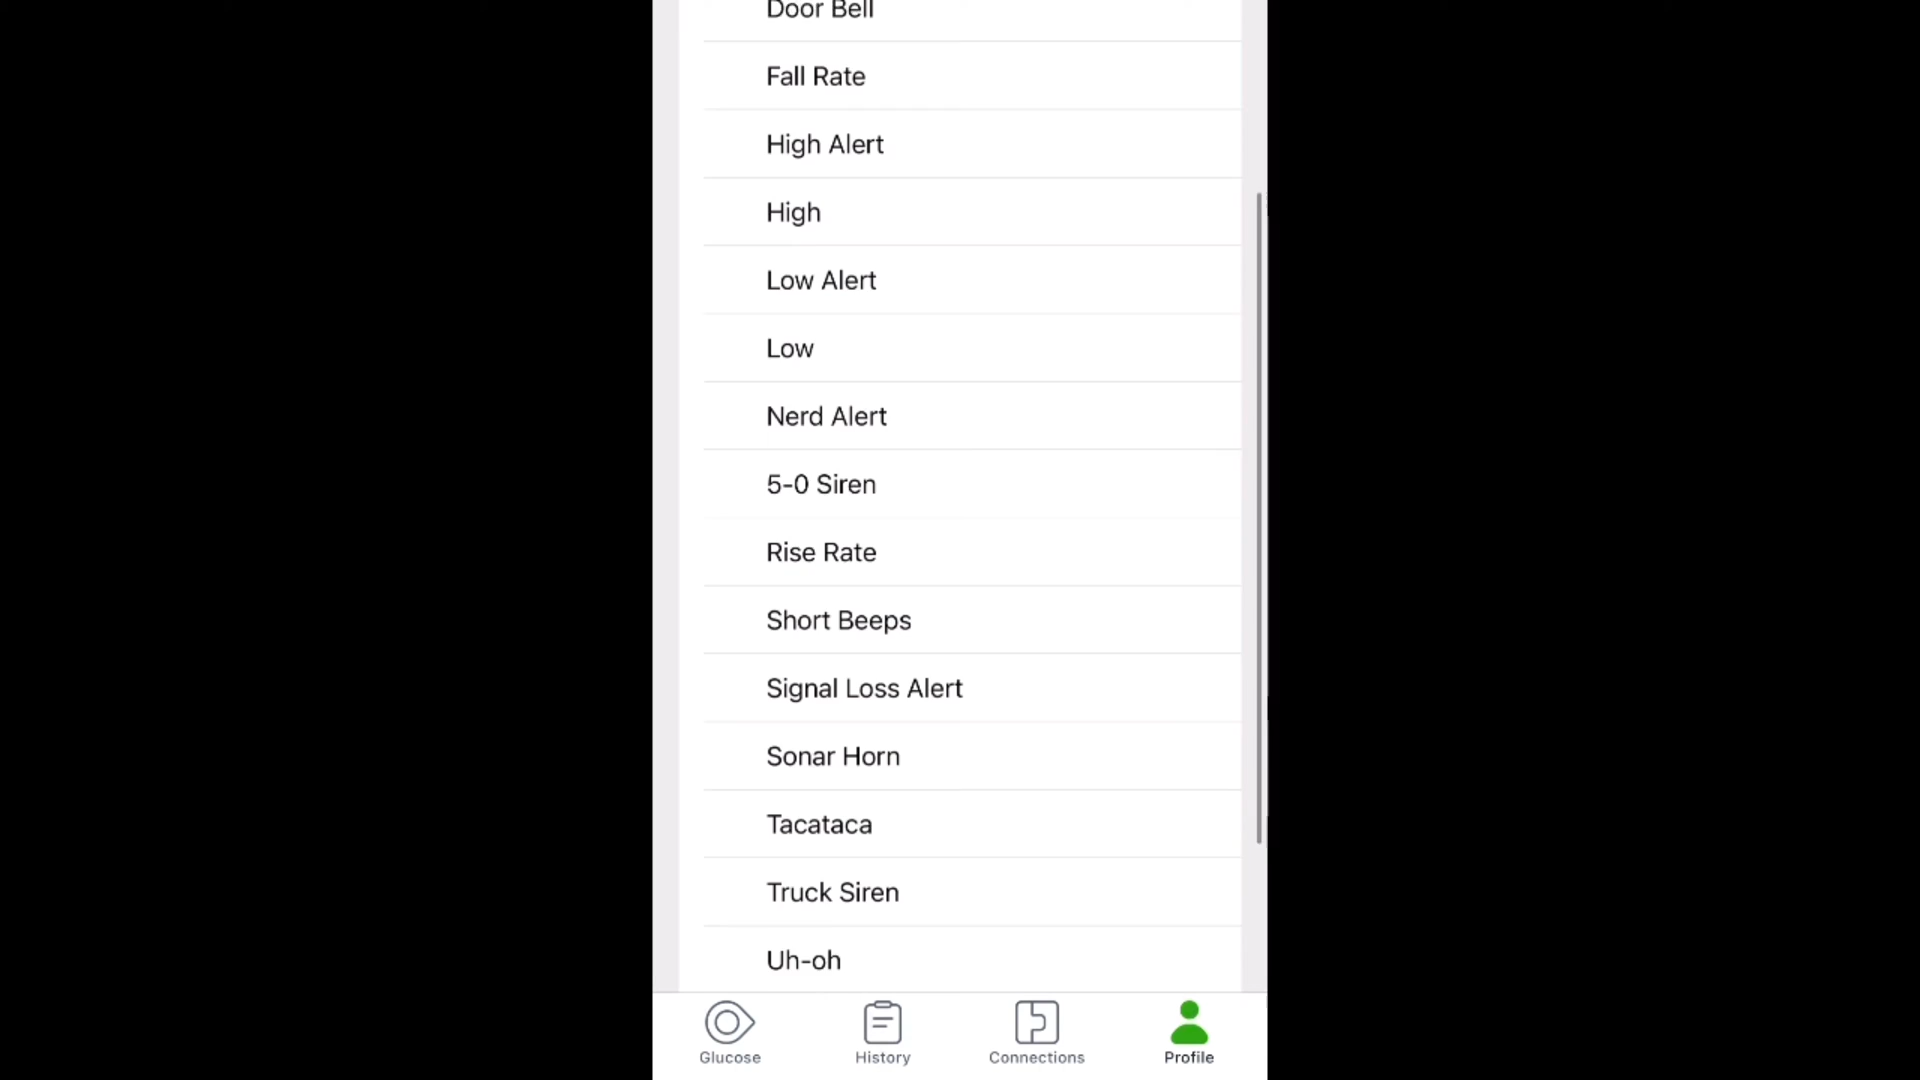 Door Bell
Fall Rate
High Alert
High
Low Alert
Low
Nerd Alert
5-0 Siren
Rise Rate
Short Beeps
Signal Loss Alert
Sonar Horn
Tacataca
Truck Siren
Uh-oh
Glucose
History
Connections
Profile